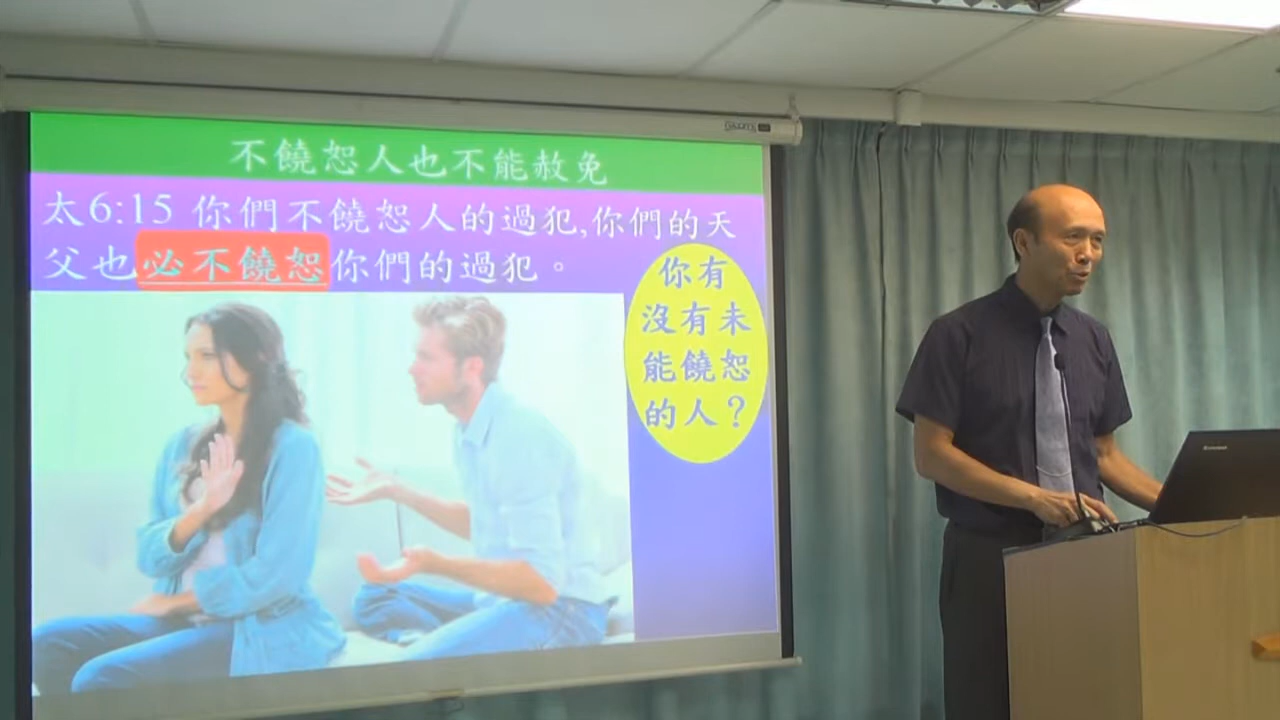 不饒恕人也不能赦免
太6:15 你們不饒恕人的過犯,你們的天
父也必不饒恕你們的過犯。
你有
沒有未
能饒恕
的人？